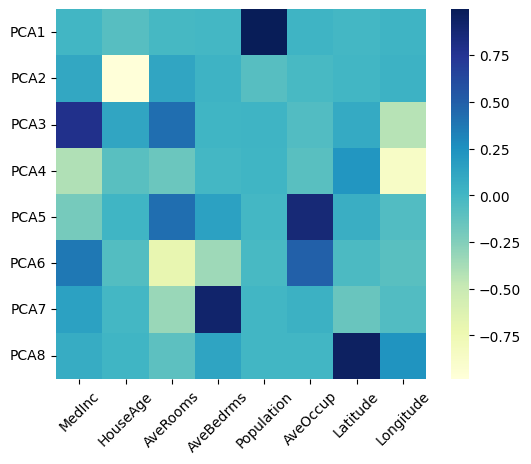 PCA1
PCA2
PCA3
PCA4
PCA5
PCA6
PCA7
PCA8
MedInc
HouseAge
AveRooms
AveBedrms
Population
AveOccup
Latitude
Longitude
0.75
0.50
0.25
0.00
−0.25
−0.50
−0.75